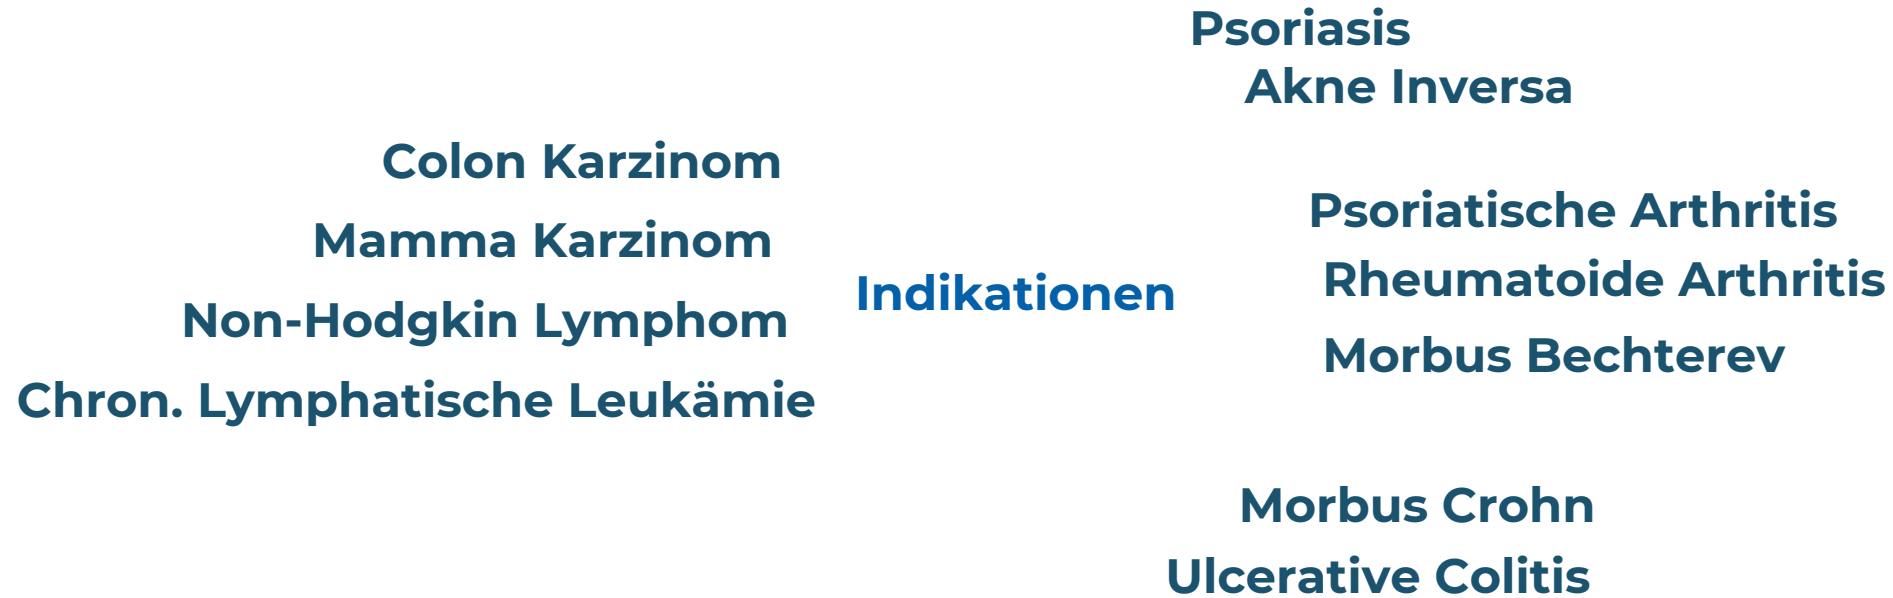 Psoriasis
Akne Inversa
Colon Karzinom
Mamma Karzinom
Non-Hodgkin Lymphom
Chron. Lymphatische Leukämie
Indikationen
Psoriatische Arthritis
Rheumatoide Arthritis
Morbus Bechterev
Morbus Crohn
Ulcerative Colitis